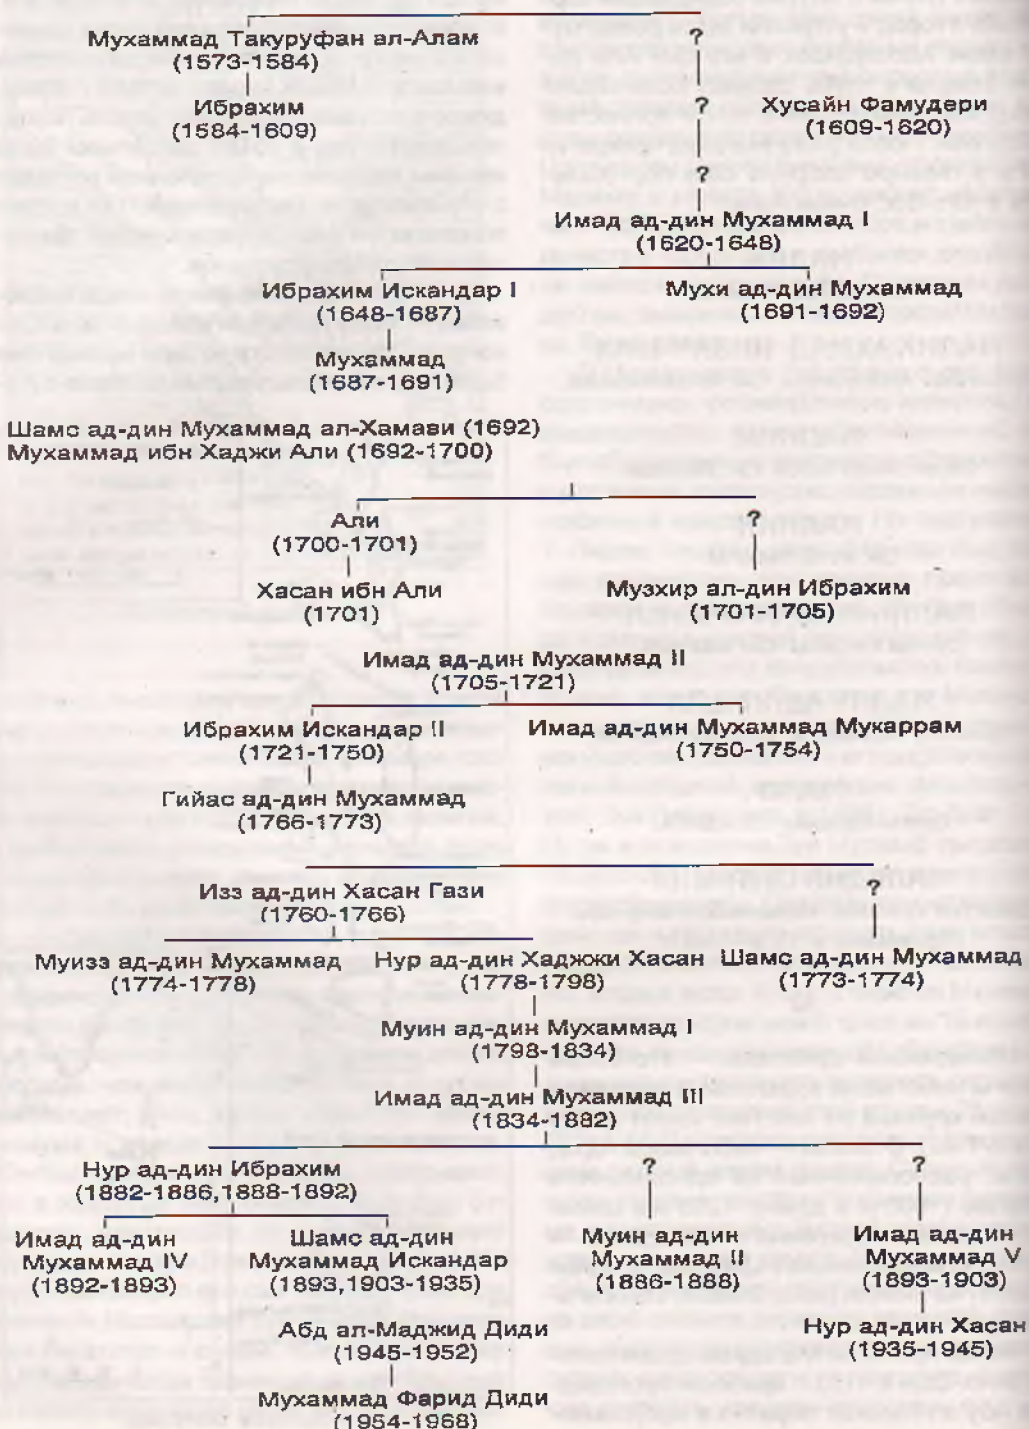 Мухаммад Такуруфан ал-Алам
(1573-1584)
?
Ибрахим
(1584-1609)
?
Хусайн Фамудери
(1609-1620)
?
Имад ад-дин Мухаммад I
(1620-1648)
Ибрахим Искандар I
(1648-1687)
Мухи ад-дин Мухаммад
(1691-1692)
Мухаммад
(1687-1691)
Шамс ад-дин Мухаммад ал-Хамави (1692)
Мухаммад ибн Хаджи Али (1692-1700)
Али
(1700-1701)
?
Хасан ибн Али
(1701)
Музхир ал-дин Ибрахим
(1701-1705)
Имад ад-дин Мухаммад II
(1705-1721)
Ибрахим Искандар II
(1721-1750)
Имад ад-дин Мухаммад Мукаррам
(1750-1754)
Гийас ад-дин Мухаммад
(1766-1773)
Изз ад-дин Хасан Гази
(1760-1766)
?
Муизз ад-дин Мухаммад
(1774-1778)
Нур ад-дин Хаджжи Хасан
(1778-1798)
Шамс ад-дин Мухаммад
(1773-1774)
Муин ад-дин Мухаммад I
(1798-1834)
Имад ад-дин Мухаммад III
(1834-1882)
Нур ад-дин Ибрахим
(1882-1886,1888-1892)
?
?
Имад ад-дин
Мухаммад IV
(1892-1893)
Шамс ад-дин
Мухаммад Искандар
(1893,1903-1935)
Муин ад-дин
Мухаммад II
(1886-1888)
Имад ад-дин
Мухаммад V
(1893-1903)
Абд ал-Маджид Диди
(1945-1952)
Нур ад-дин Хасан
(1935-1945)
Мухаммад Фарид Диди
(1954-1968)